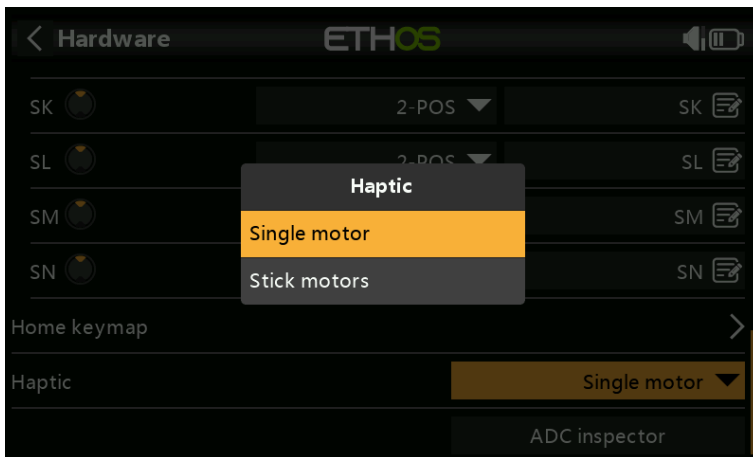 Hardware
ETHOS
SK 2-POS SK
SL 2-POS SL
Haptic
SM SM
Single motor
SN SN
Stick motors
Home keymap
Haptic Single motor
ADC inspector